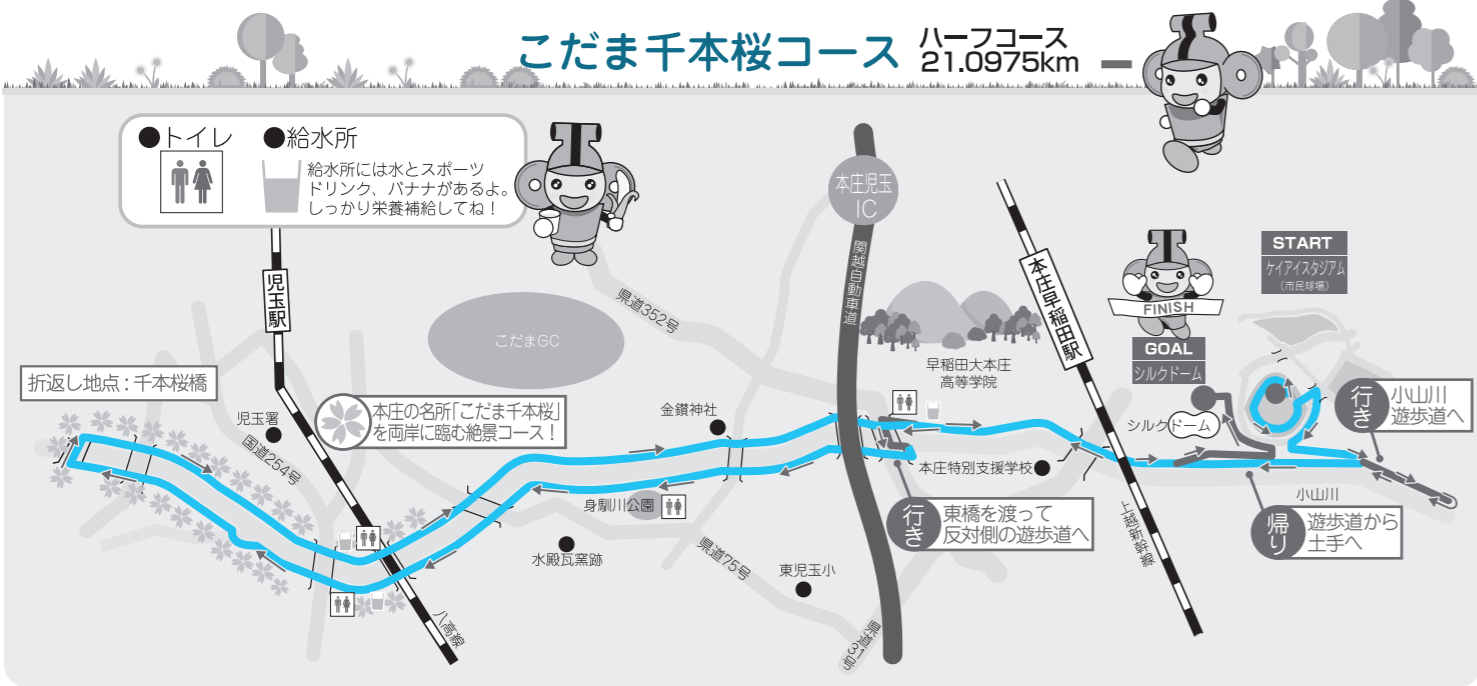 こだま千本桜コース
ハーフコース
21.0975km
●トイレ
●給水所
給水所には水とスポーツ
ドリンク、バナナがあるよ。
しっかり栄養補給してね！
児玉駅
県道352号
こだまGC
本庄児玉
IC
関越自動車道
早稲田大本庄
高等学院
本庄早稲田駅
FINISH
GOAL
シルクドーム
START
ケイアイスタジアム
（市民球場）
折返し地点：千本桜橋
児玉署
国道254号
本庄の名所「こだま千本桜」
を両岸に臨む絶景コース！
金鑽神社
シルクドーム
行き
小山川
遊歩道へ
本庄特別支援学校
小山川
身馴川公園
行き
東橋を渡って
反対側の遊歩道へ
帰り
遊歩道から
土手へ
水殿瓦窯跡
県道75号
東児玉小
上越新幹線
八高線
県道31号